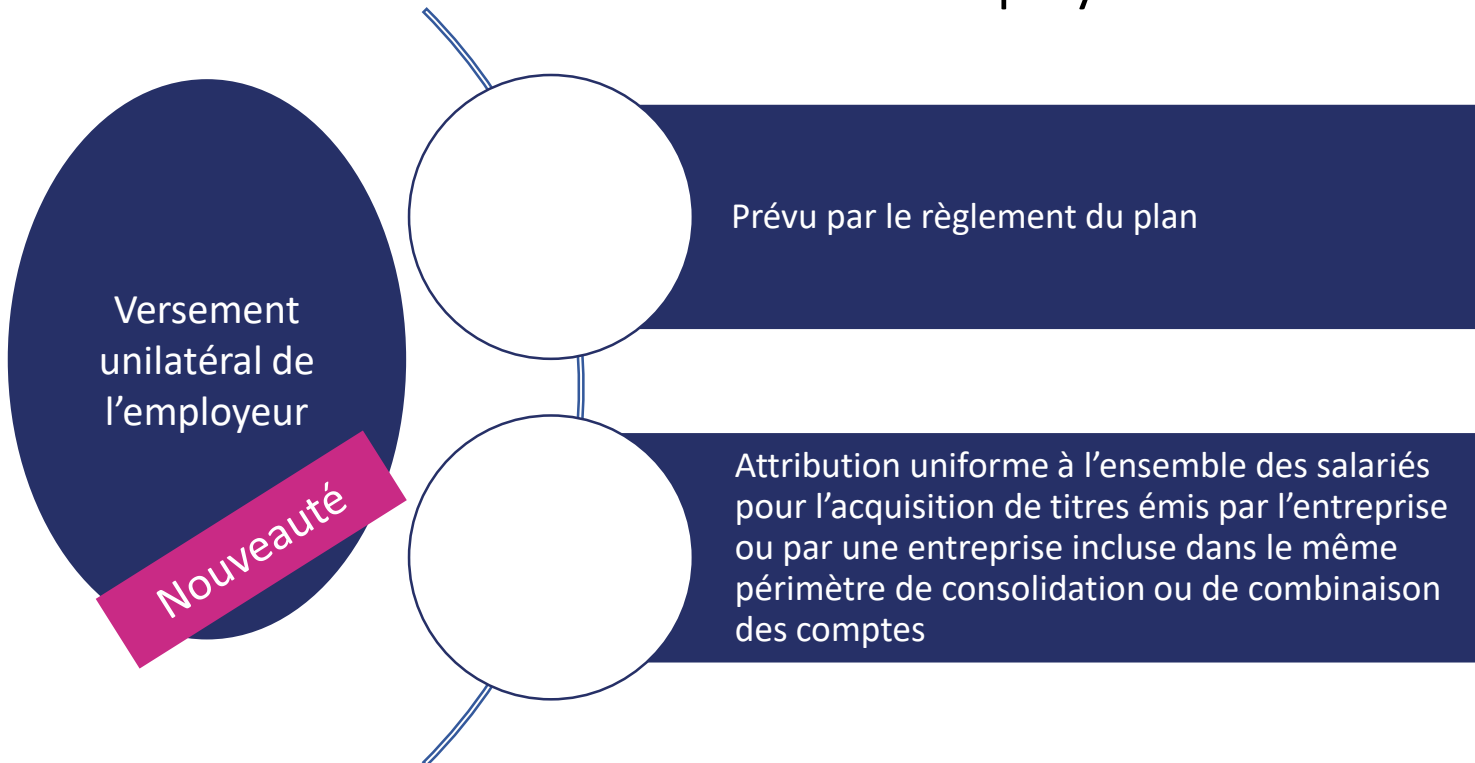 Versement
unilatéral de
l’employeur
Nouveauté
Prévu par le règlement du plan
Attribution uniforme à l’ensemble des salariés
pour l’acquisition de titres émis par l’entreprise
ou par une entreprise incluse dans le même
périmètre de consolidation ou de combinaison
des comptes